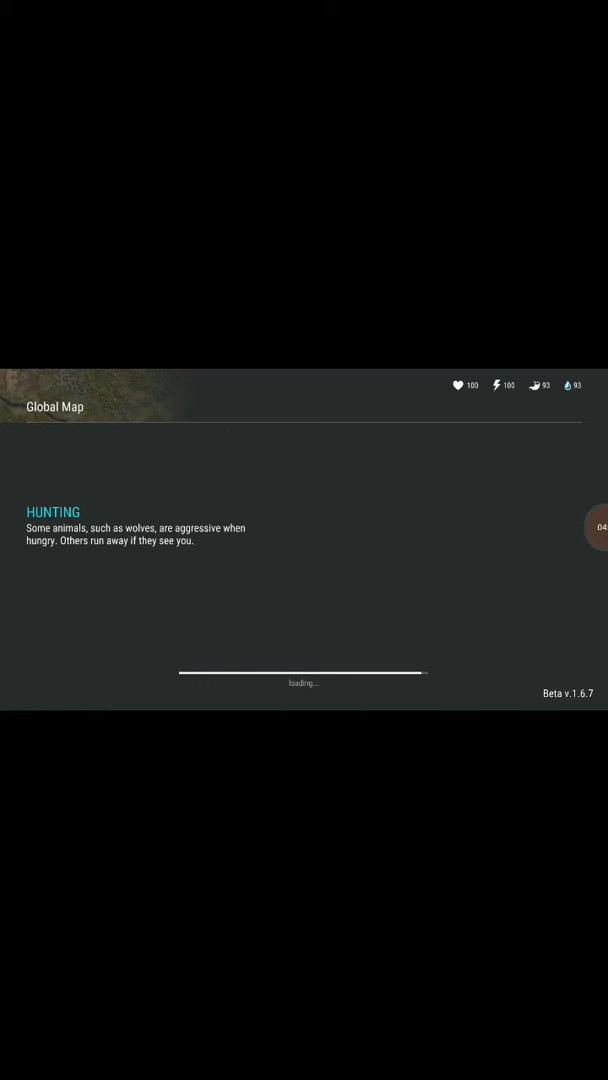 100 100 93 93
Global Map
HUNTING
Some animals, such as wolves, are aggressive when
hungry. Others run away if they see you.
04:
loading...
Beta v.1.6.7